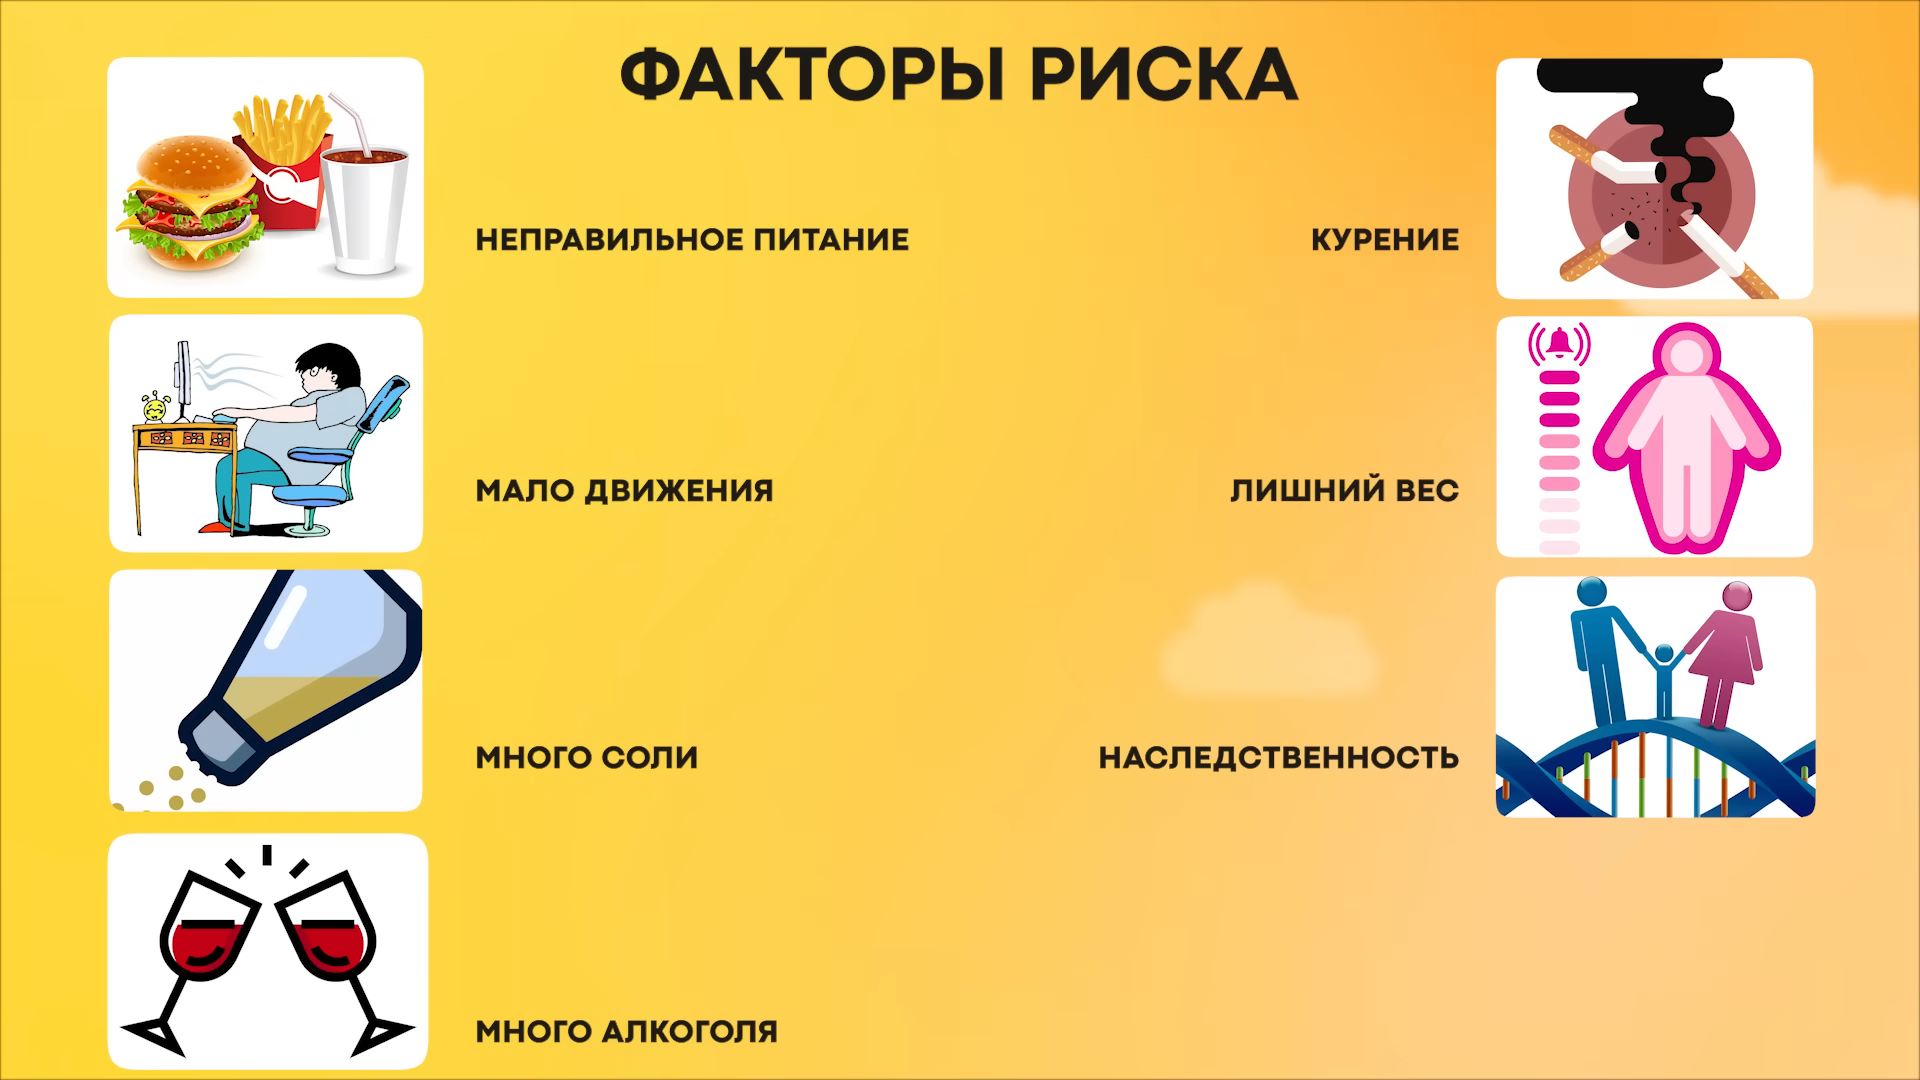 ФАКТОРЫ РИСКА
НЕПРАВИЛЬНОЕ ПИТАНИЕ
КУРЕНИЕ
МАЛО ДВИЖЕНИЯ
ЛИШНИЙ ВЕС
МНОГО СОЛИ
НАСЛЕДСТВЕННОСТЬ
МНОГО АЛКОГОЛЯ